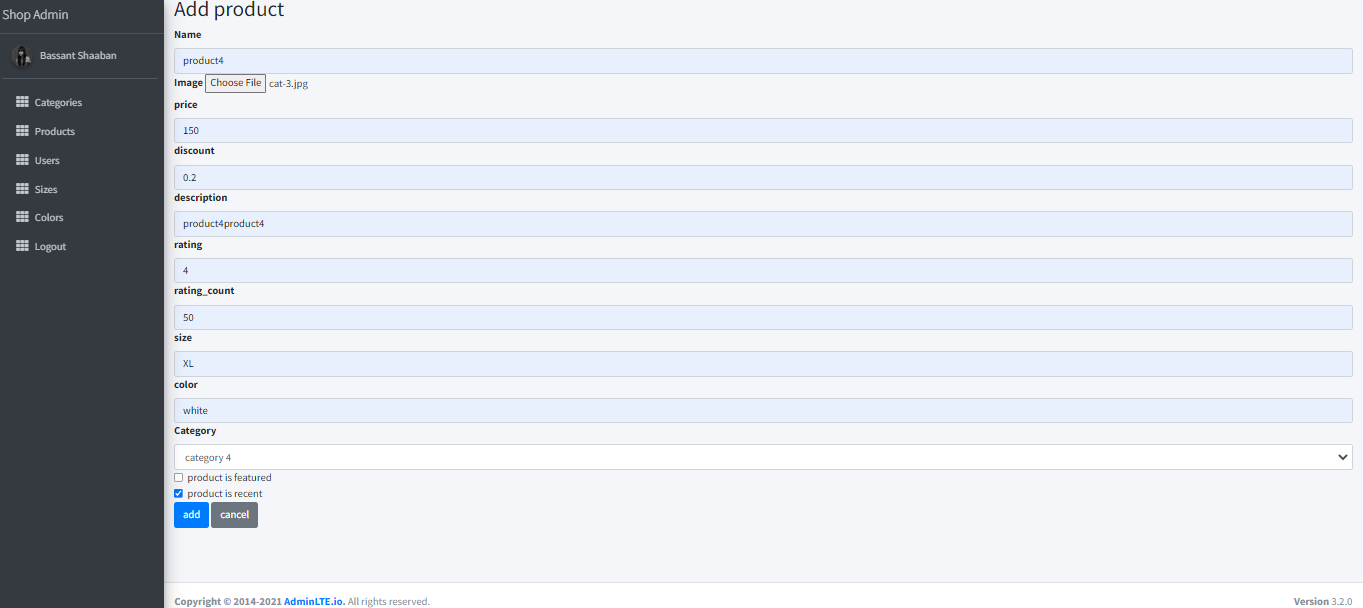 Shop Admin
Bassant Shaaban
Categories
Products
Users
Sizes
Colors
Logout
Add product
Name
product4
Image Choose File cat-3.jpg
price
150
discount
0.2
description
product4product4
rating
4
rating_count
50
size
XL
color
white
Category
category 4
product is featured
product is recent
add cancel
Copyright © 2014-2021 AdminLTE.io. All rights reserved. Version 3.2.0